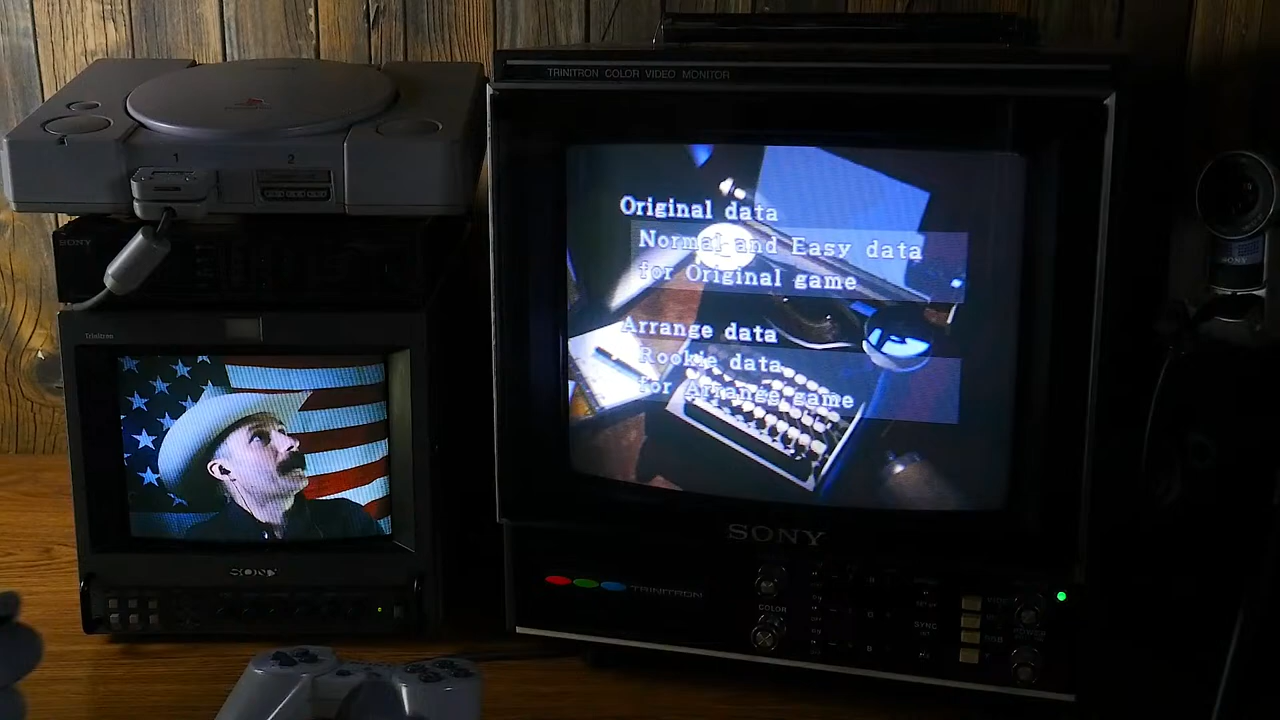 TRINITRON COLOR VIDEO MONITOR
1
2
SONY
Trinitron
Original data
Normal and Easy data
for Original game
Arrange data
Rookie data
for Arrange game
SONY
SONY
SONY
TRINITRON
COLOR
SYNC